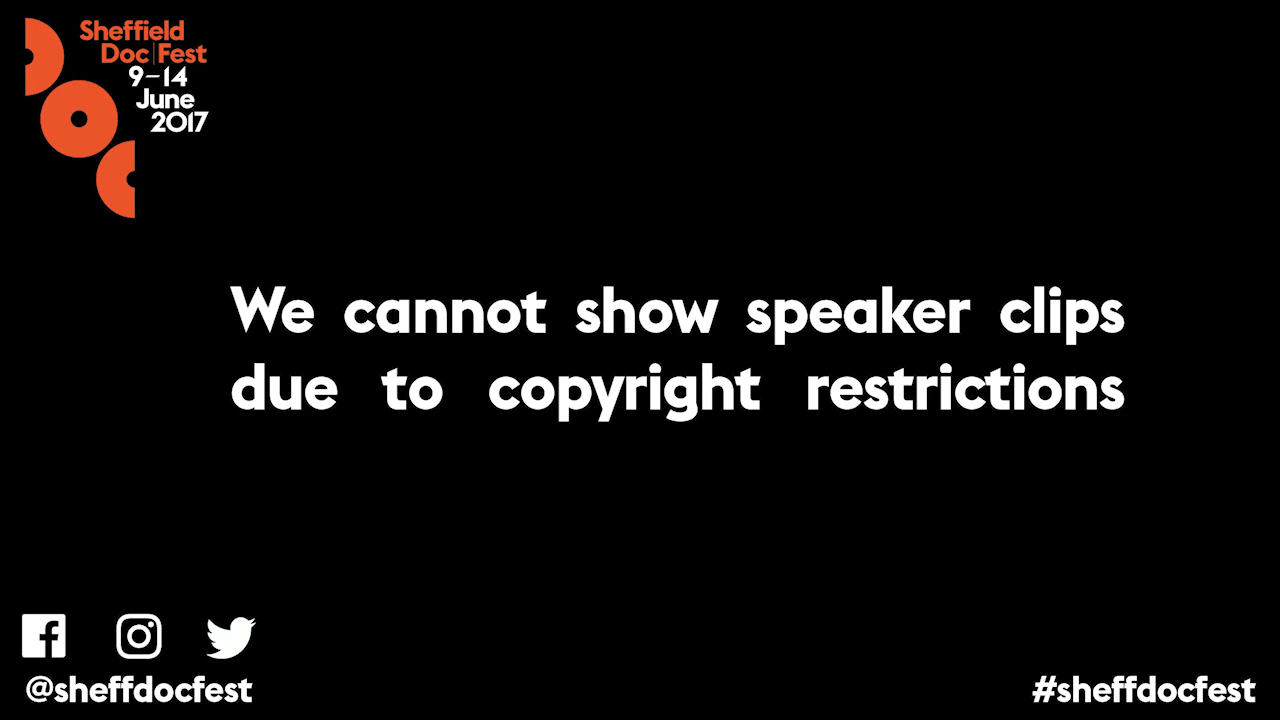 Sheffield
Doc|Fest
9–14
June
2017
We cannot show speaker clips
due to copyright restrictions
@sheffdocfest
#sheffdocfest